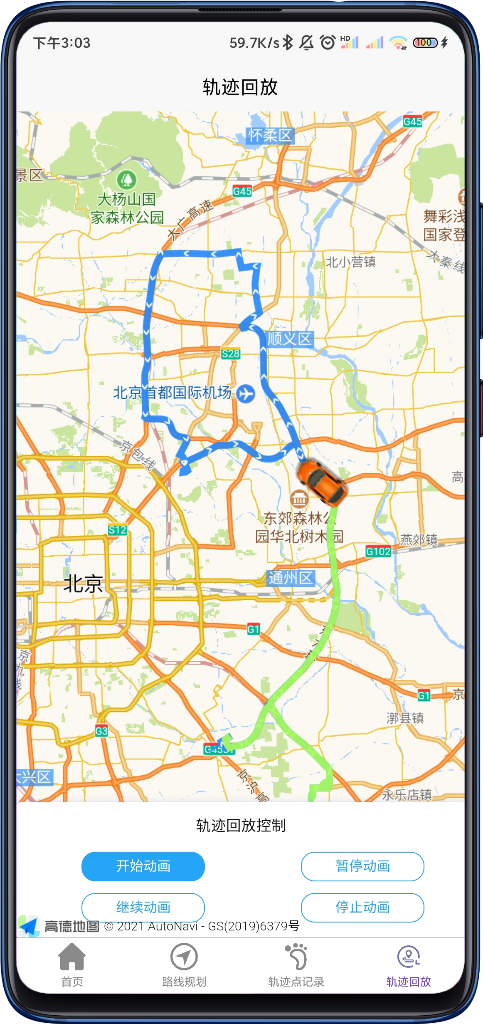 下午3:03
59.7K/s
HD
100
轨迹回放
G45
怀柔区
景区
大杨山国
家森林公园
G45
大广高速
舞彩浅
国家登
大秦线
北小营镇
顺义区
S28
北京首都国际机场
京包线
高
东郊森林公
园华北树木园
S12
燕郊镇
G102
北京
通州区
G1
G1
京
漷县镇
G3
大兴区
永乐店镇
轨迹回放控制
开始动画
暂停动画
继续动画
停止动画
高德地图 © 2021 AutoNavi - GS(2019)6379号
首页
路线规划
轨迹点记录
轨迹回放